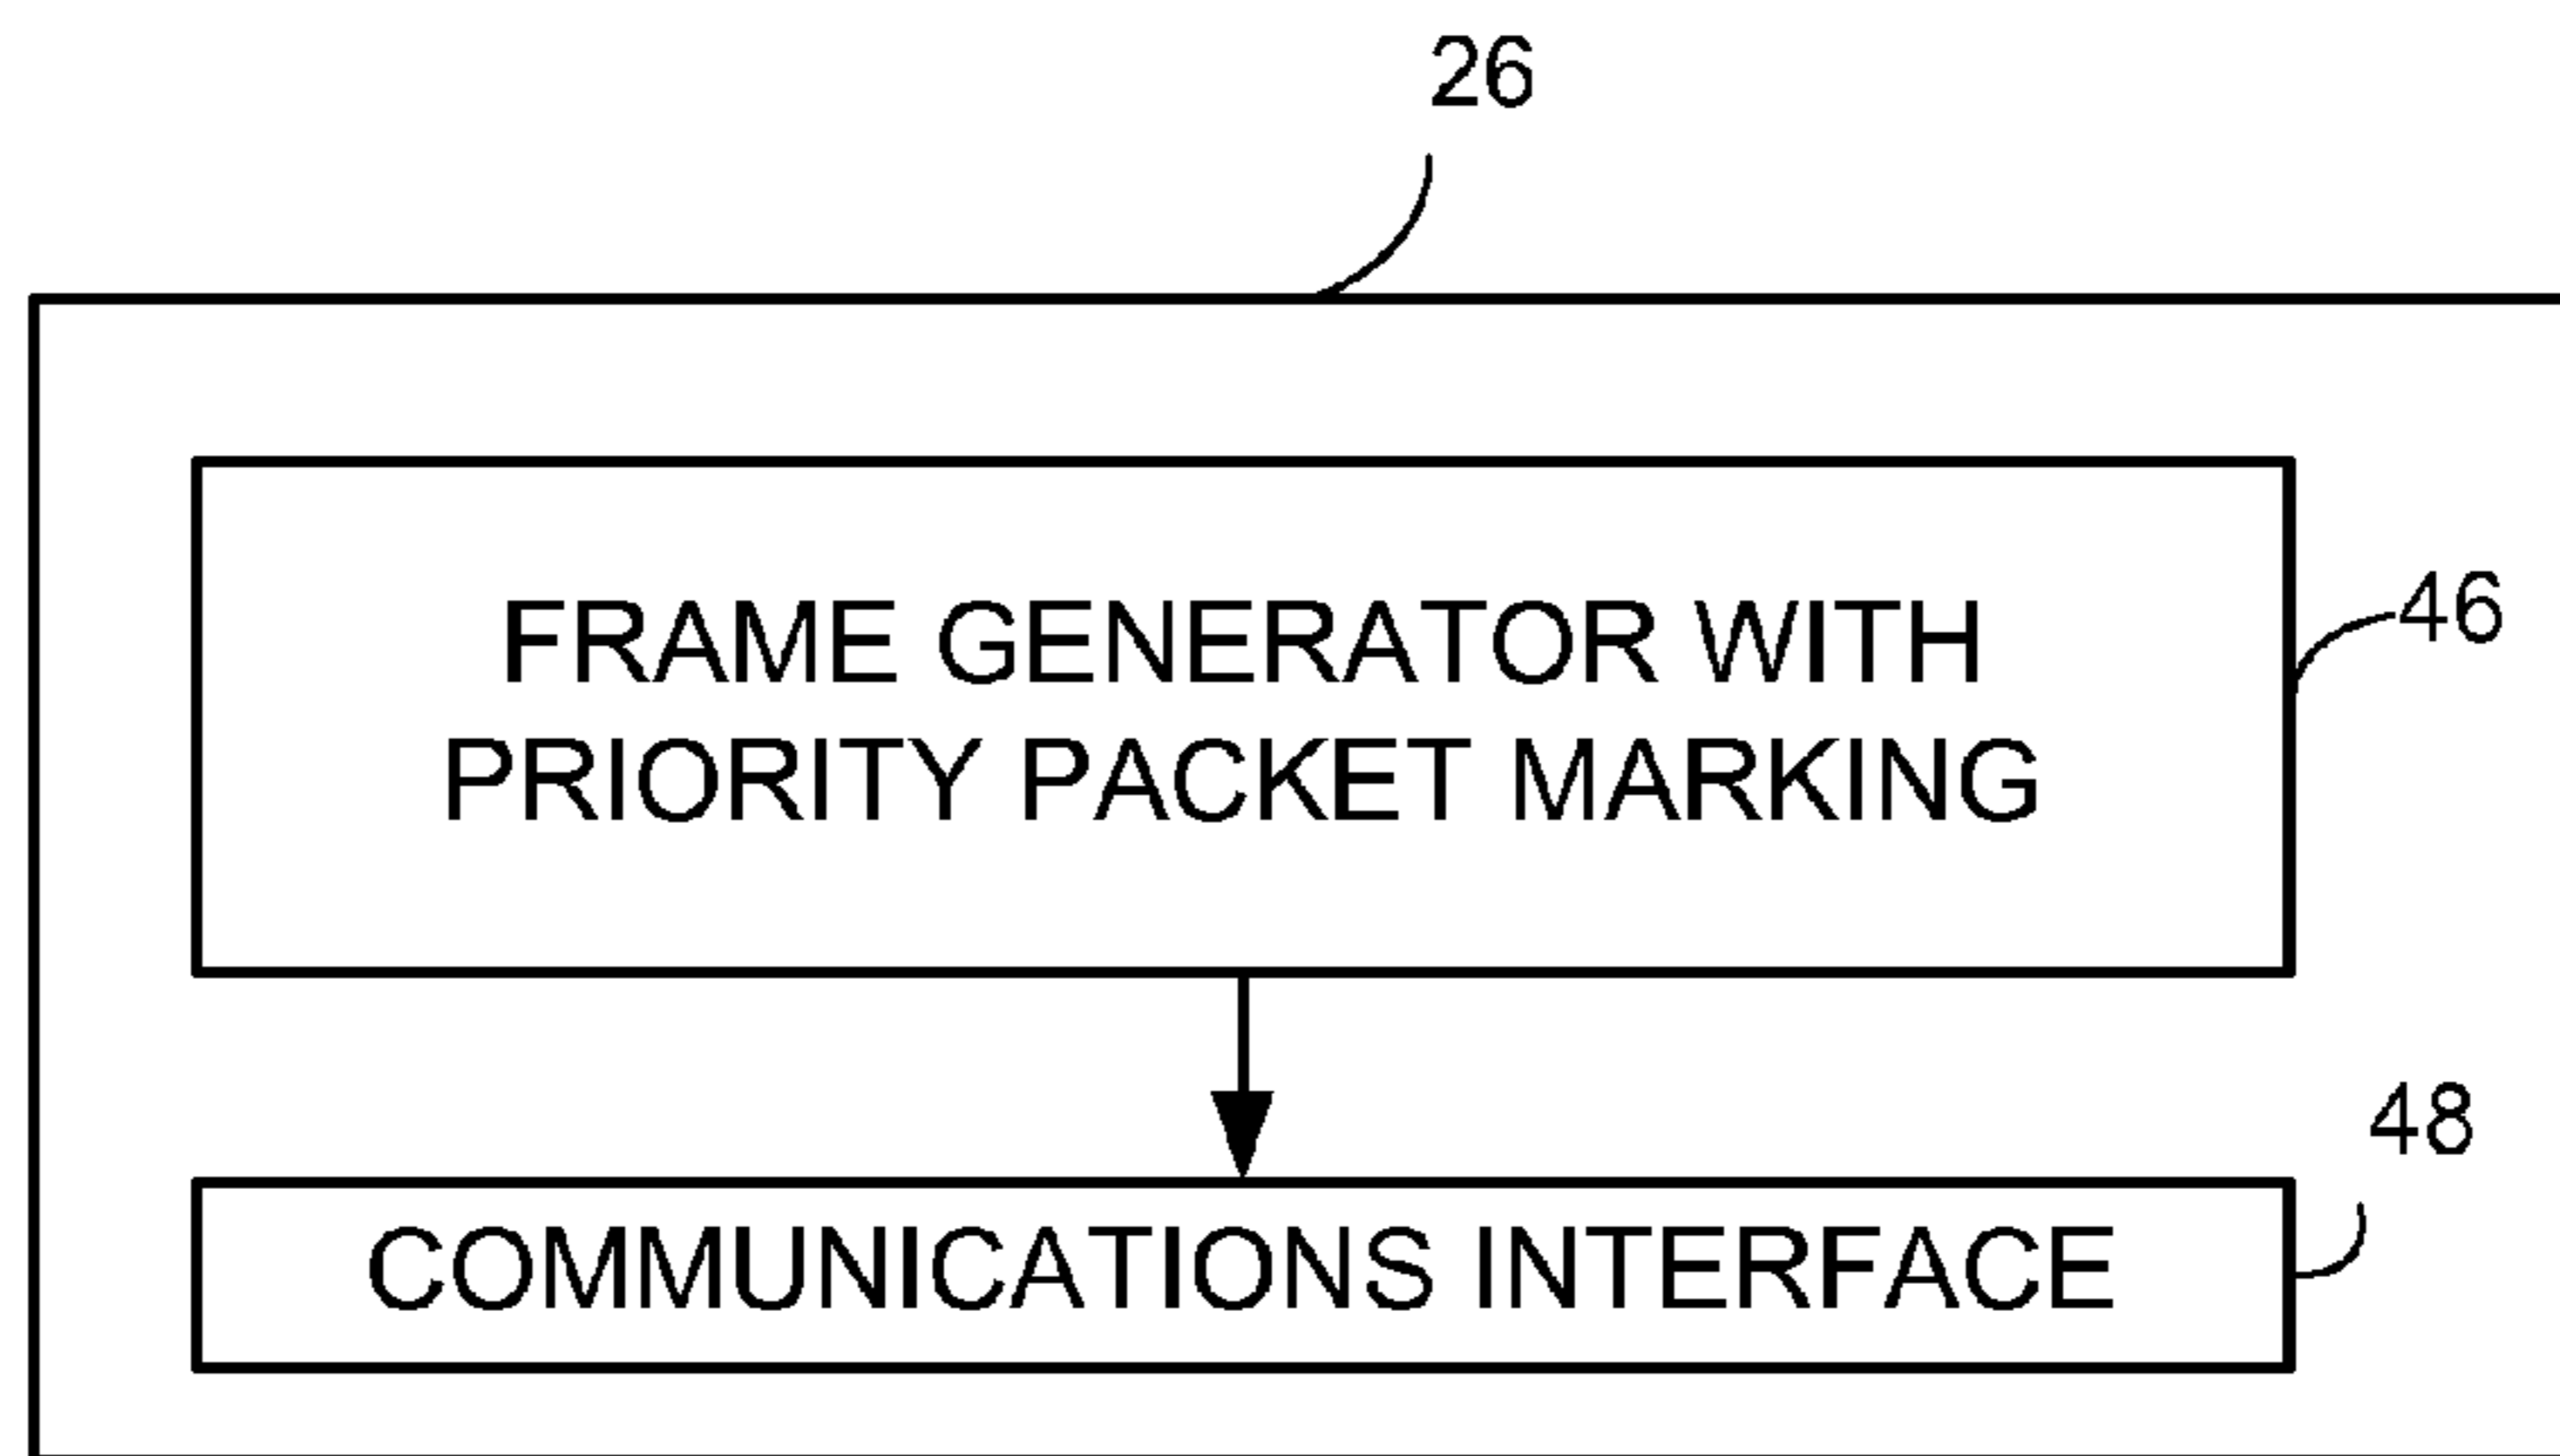 26
FRAME GENERATOR WITH
PRIORITY PACKET MARKING
46
48
COMMUNICATIONS INTERFACE